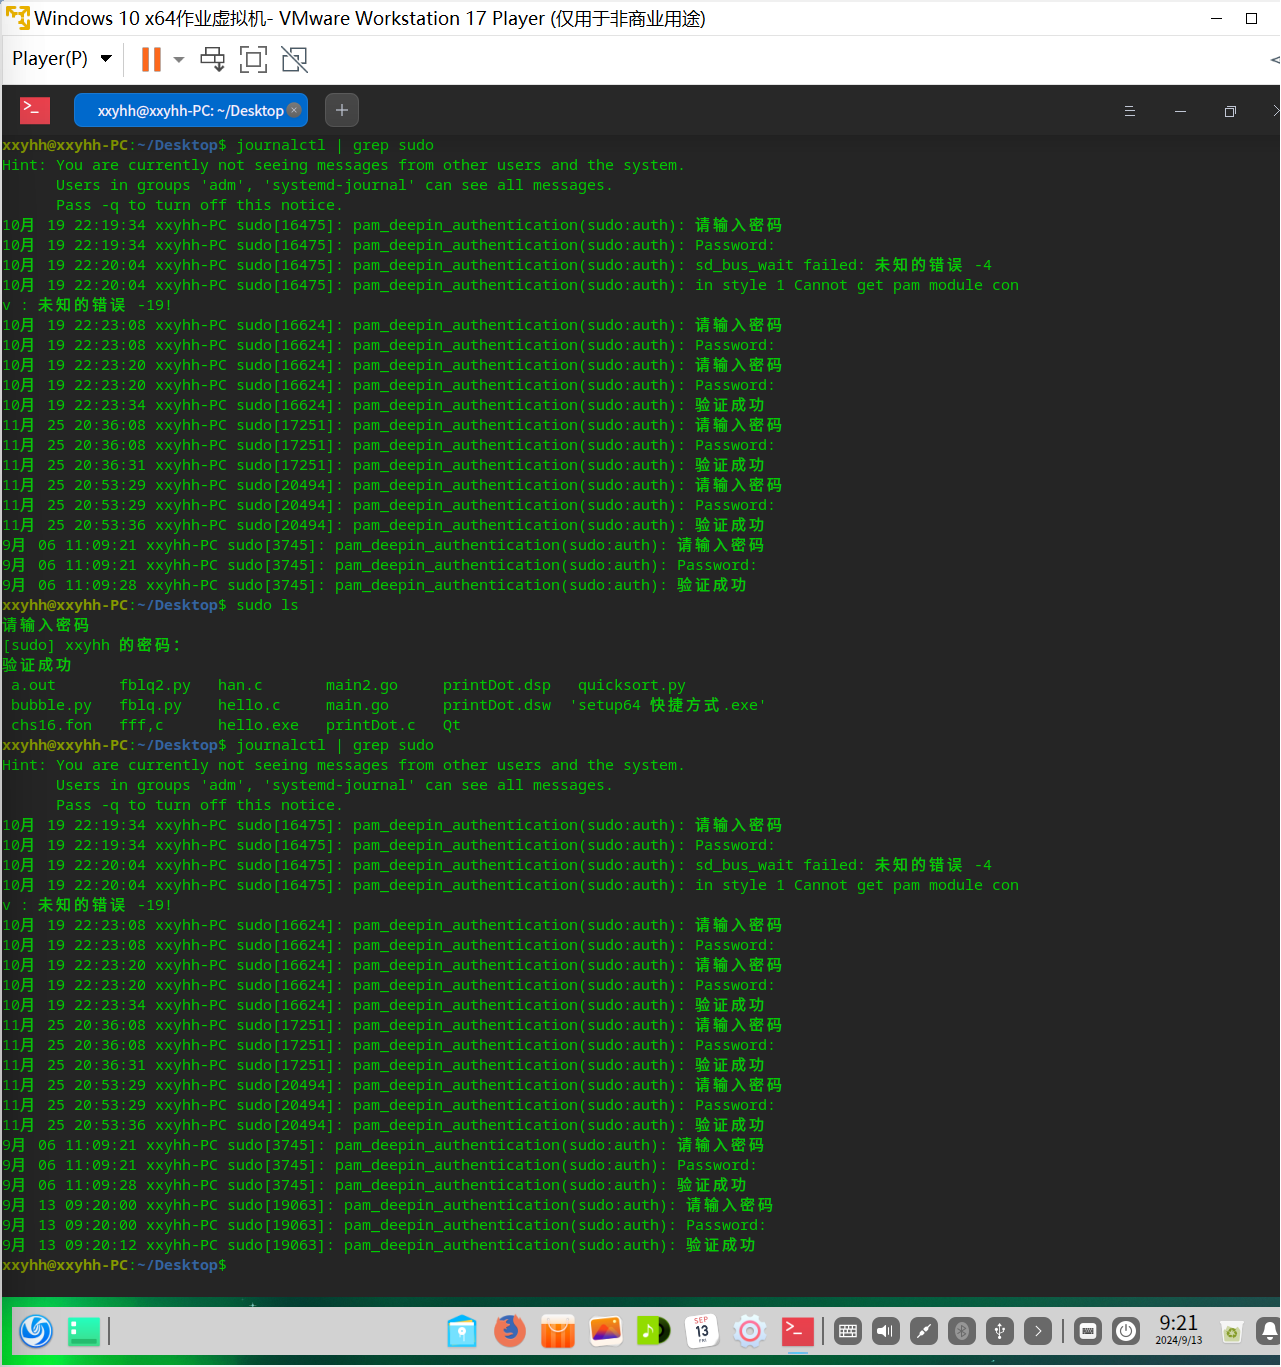 Windows 10 x64作业虚拟机- VMware Workstation 17 Player (仅用于非商业用途)
Player(P)
xxyhh@xxyhh-PC: ~/Desktop
xxyhh@xxyhh-PC:~/Desktop$ journalctl | grep sudo
Hint: You are currently not seeing messages from other users and the system.
Users in groups 'adm', 'systemd-journal' can see all messages.
Pass -q to turn off this notice.
10月 19 22:19:34 xxyhh-PC sudo[16475]: pam_deepin_authentication(sudo:auth): 请输入密码
10月 19 22:19:34 xxyhh-PC sudo[16475]: pam_deepin_authentication(sudo:auth): Password:
10月 19 22:20:04 xxyhh-PC sudo[16475]: pam_deepin_authentication(sudo:auth): sd_bus_wait failed: 未知的错误 -4
10月 19 22:20:04 xxyhh-PC sudo[16475]: pam_deepin_authentication(sudo:auth): in style 1 Cannot get pam module con
v : 未知的错误 -19!
10月 19 22:23:08 xxyhh-PC sudo[16624]: pam_deepin_authentication(sudo:auth): 请输入密码
10月 19 22:23:08 xxyhh-PC sudo[16624]: pam_deepin_authentication(sudo:auth): Password:
10月 19 22:23:20 xxyhh-PC sudo[16624]: pam_deepin_authentication(sudo:auth): 请输入密码
10月 19 22:23:20 xxyhh-PC sudo[16624]: pam_deepin_authentication(sudo:auth): Password:
10月 19 22:23:34 xxyhh-PC sudo[16624]: pam_deepin_authentication(sudo:auth): 验证成功
11月 25 20:36:08 xxyhh-PC sudo[17251]: pam_deepin_authentication(sudo:auth): 请输入密码
11月 25 20:36:08 xxyhh-PC sudo[17251]: pam_deepin_authentication(sudo:auth): Password:
11月 25 20:36:31 xxyhh-PC sudo[17251]: pam_deepin_authentication(sudo:auth): 验证成功
11月 25 20:53:29 xxyhh-PC sudo[20494]: pam_deepin_authentication(sudo:auth): 请输入密码
11月 25 20:53:29 xxyhh-PC sudo[20494]: pam_deepin_authentication(sudo:auth): Password:
11月 25 20:53:36 xxyhh-PC sudo[20494]: pam_deepin_authentication(sudo:auth): 验证成功
9月 06 11:09:21 xxyhh-PC sudo[3745]: pam_deepin_authentication(sudo:auth): 请输入密码
9月 06 11:09:21 xxyhh-PC sudo[3745]: pam_deepin_authentication(sudo:auth): Password:
9月 06 11:09:28 xxyhh-PC sudo[3745]: pam_deepin_authentication(sudo:auth): 验证成功
xxyhh@xxyhh-PC:~/Desktop$ sudo ls
请输入密码
[sudo] xxyhh 的密码：
验证成功
a.out fblq2.py han.c main2.go printDot.dsp quicksort.py
bubble.py fblq.py hello.c main.go printDot.dsw 'setup64 快捷方式.exe'
chs16.fon fff,c hello.exe printDot.c Qt
xxyhh@xxyhh-PC:~/Desktop$ journalctl | grep sudo
Hint: You are currently not seeing messages from other users and the system.
Users in groups 'adm', 'systemd-journal' can see all messages.
Pass -q to turn off this notice.
10月 19 22:19:34 xxyhh-PC sudo[16475]: pam_deepin_authentication(sudo:auth): 请输入密码
10月 19 22:19:34 xxyhh-PC sudo[16475]: pam_deepin_authentication(sudo:auth): Password:
10月 19 22:20:04 xxyhh-PC sudo[16475]: pam_deepin_authentication(sudo:auth): sd_bus_wait failed: 未知的错误 -4
10月 19 22:20:04 xxyhh-PC sudo[16475]: pam_deepin_authentication(sudo:auth): in style 1 Cannot get pam module con
v : 未知的错误 -19!
10月 19 22:23:08 xxyhh-PC sudo[16624]: pam_deepin_authentication(sudo:auth): 请输入密码
10月 19 22:23:08 xxyhh-PC sudo[16624]: pam_deepin_authentication(sudo:auth): Password:
10月 19 22:23:20 xxyhh-PC sudo[16624]: pam_deepin_authentication(sudo:auth): 请输入密码
10月 19 22:23:20 xxyhh-PC sudo[16624]: pam_deepin_authentication(sudo:auth): Password:
10月 19 22:23:34 xxyhh-PC sudo[16624]: pam_deepin_authentication(sudo:auth): 验证成功
11月 25 20:36:08 xxyhh-PC sudo[17251]: pam_deepin_authentication(sudo:auth): 请输入密码
11月 25 20:36:08 xxyhh-PC sudo[17251]: pam_deepin_authentication(sudo:auth): Password:
11月 25 20:36:31 xxyhh-PC sudo[17251]: pam_deepin_authentication(sudo:auth): 验证成功
11月 25 20:53:29 xxyhh-PC sudo[20494]: pam_deepin_authentication(sudo:auth): 请输入密码
11月 25 20:53:29 xxyhh-PC sudo[20494]: pam_deepin_authentication(sudo:auth): Password:
11月 25 20:53:36 xxyhh-PC sudo[20494]: pam_deepin_authentication(sudo:auth): 验证成功
9月 06 11:09:21 xxyhh-PC sudo[3745]: pam_deepin_authentication(sudo:auth): 请输入密码
9月 06 11:09:21 xxyhh-PC sudo[3745]: pam_deepin_authentication(sudo:auth): Password:
9月 06 11:09:28 xxyhh-PC sudo[3745]: pam_deepin_authentication(sudo:auth): 验证成功
9月 13 09:20:00 xxyhh-PC sudo[19063]: pam_deepin_authentication(sudo:auth): 请输入密码
9月 13 09:20:00 xxyhh-PC sudo[19063]: pam_deepin_authentication(sudo:auth): Password:
9月 13 09:20:12 xxyhh-PC sudo[19063]: pam_deepin_authentication(sudo:auth): 验证成功
xxyhh@xxyhh-PC:~/Desktop$
SEP
13
FRI
9:21
2024/9/13